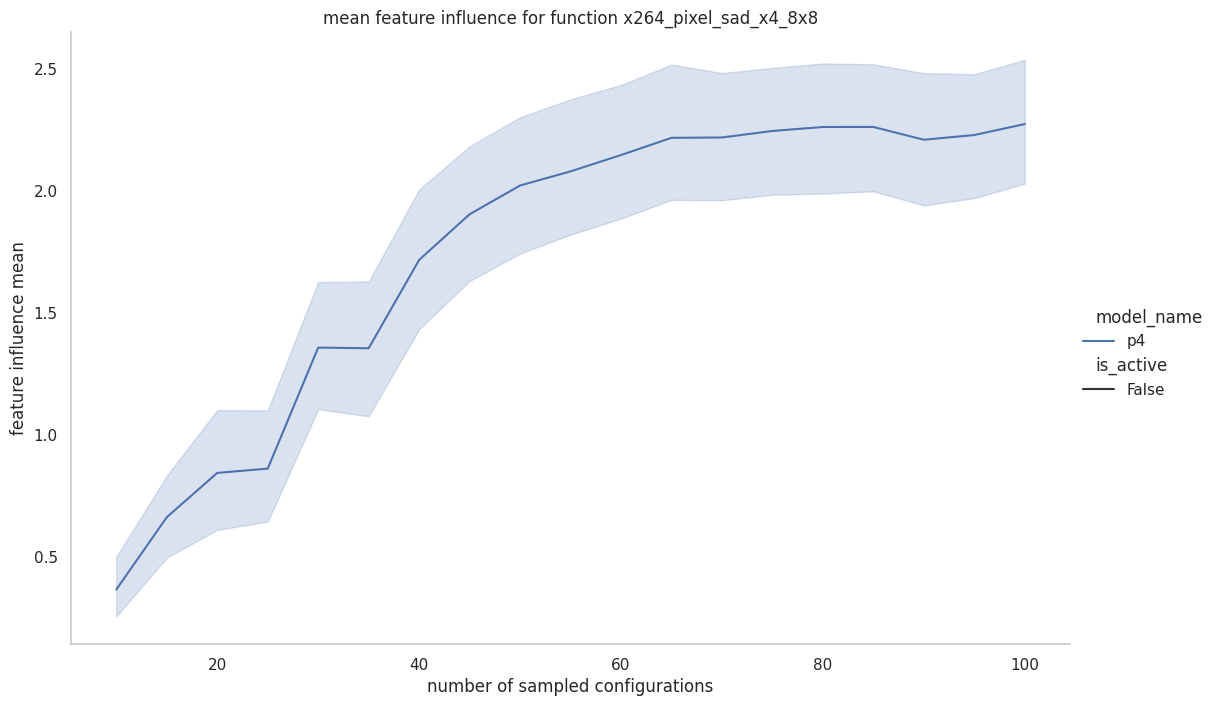 mean feature influence for function x264_pixel_sad_x4_8x8
2.5
2.0
1.5
1.0
0.5
feature influence mean
20 40 60 80 100
number of sampled configurations
model_name
p4
is_active
False